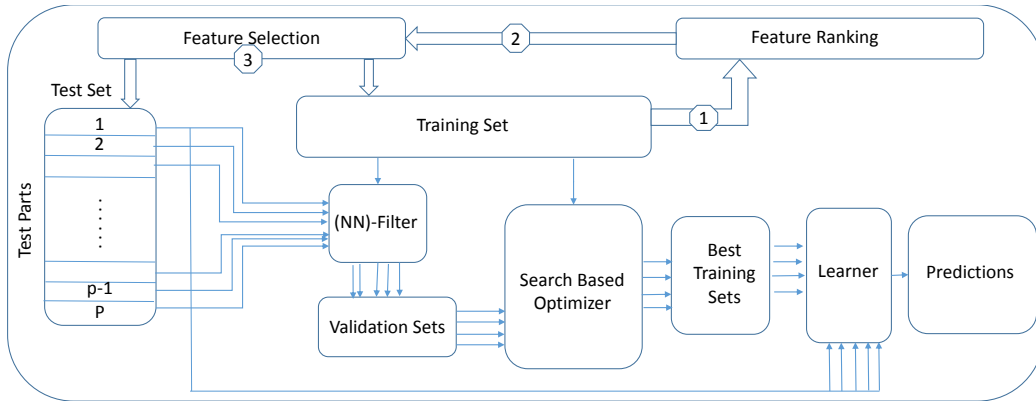 Feature Selection
3
2
Feature Ranking
Test Set
1
Training Set
1
2
Test Parts
(NN)-Filter
Search Based
Optimizer
Best
Training
Sets
Learner
Predictions
p-1
P
Validation Sets